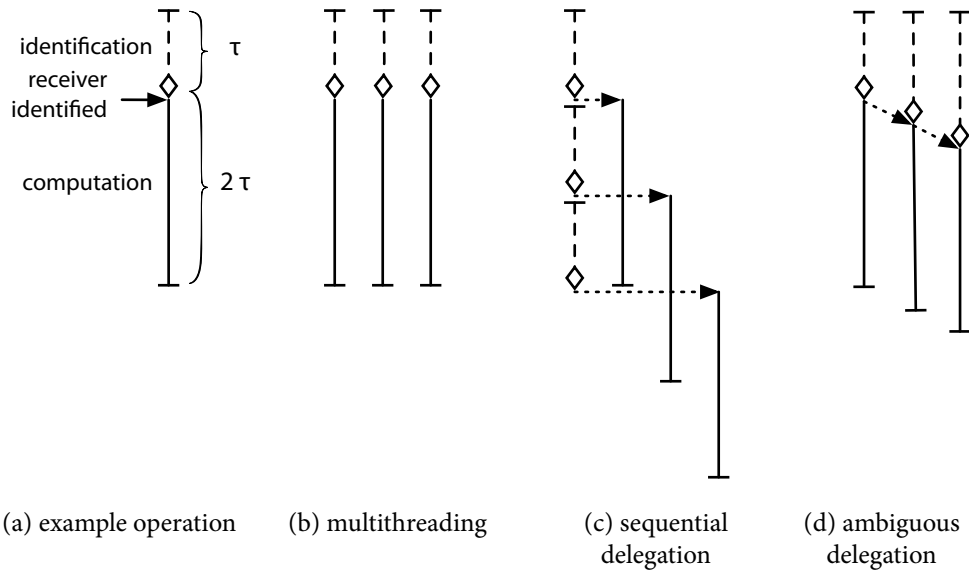 identification
τ
receiver
identified
computation
2 τ
(a) example operation
(b) multithreading
(c) sequential
delegation
(d) ambiguous
delegation